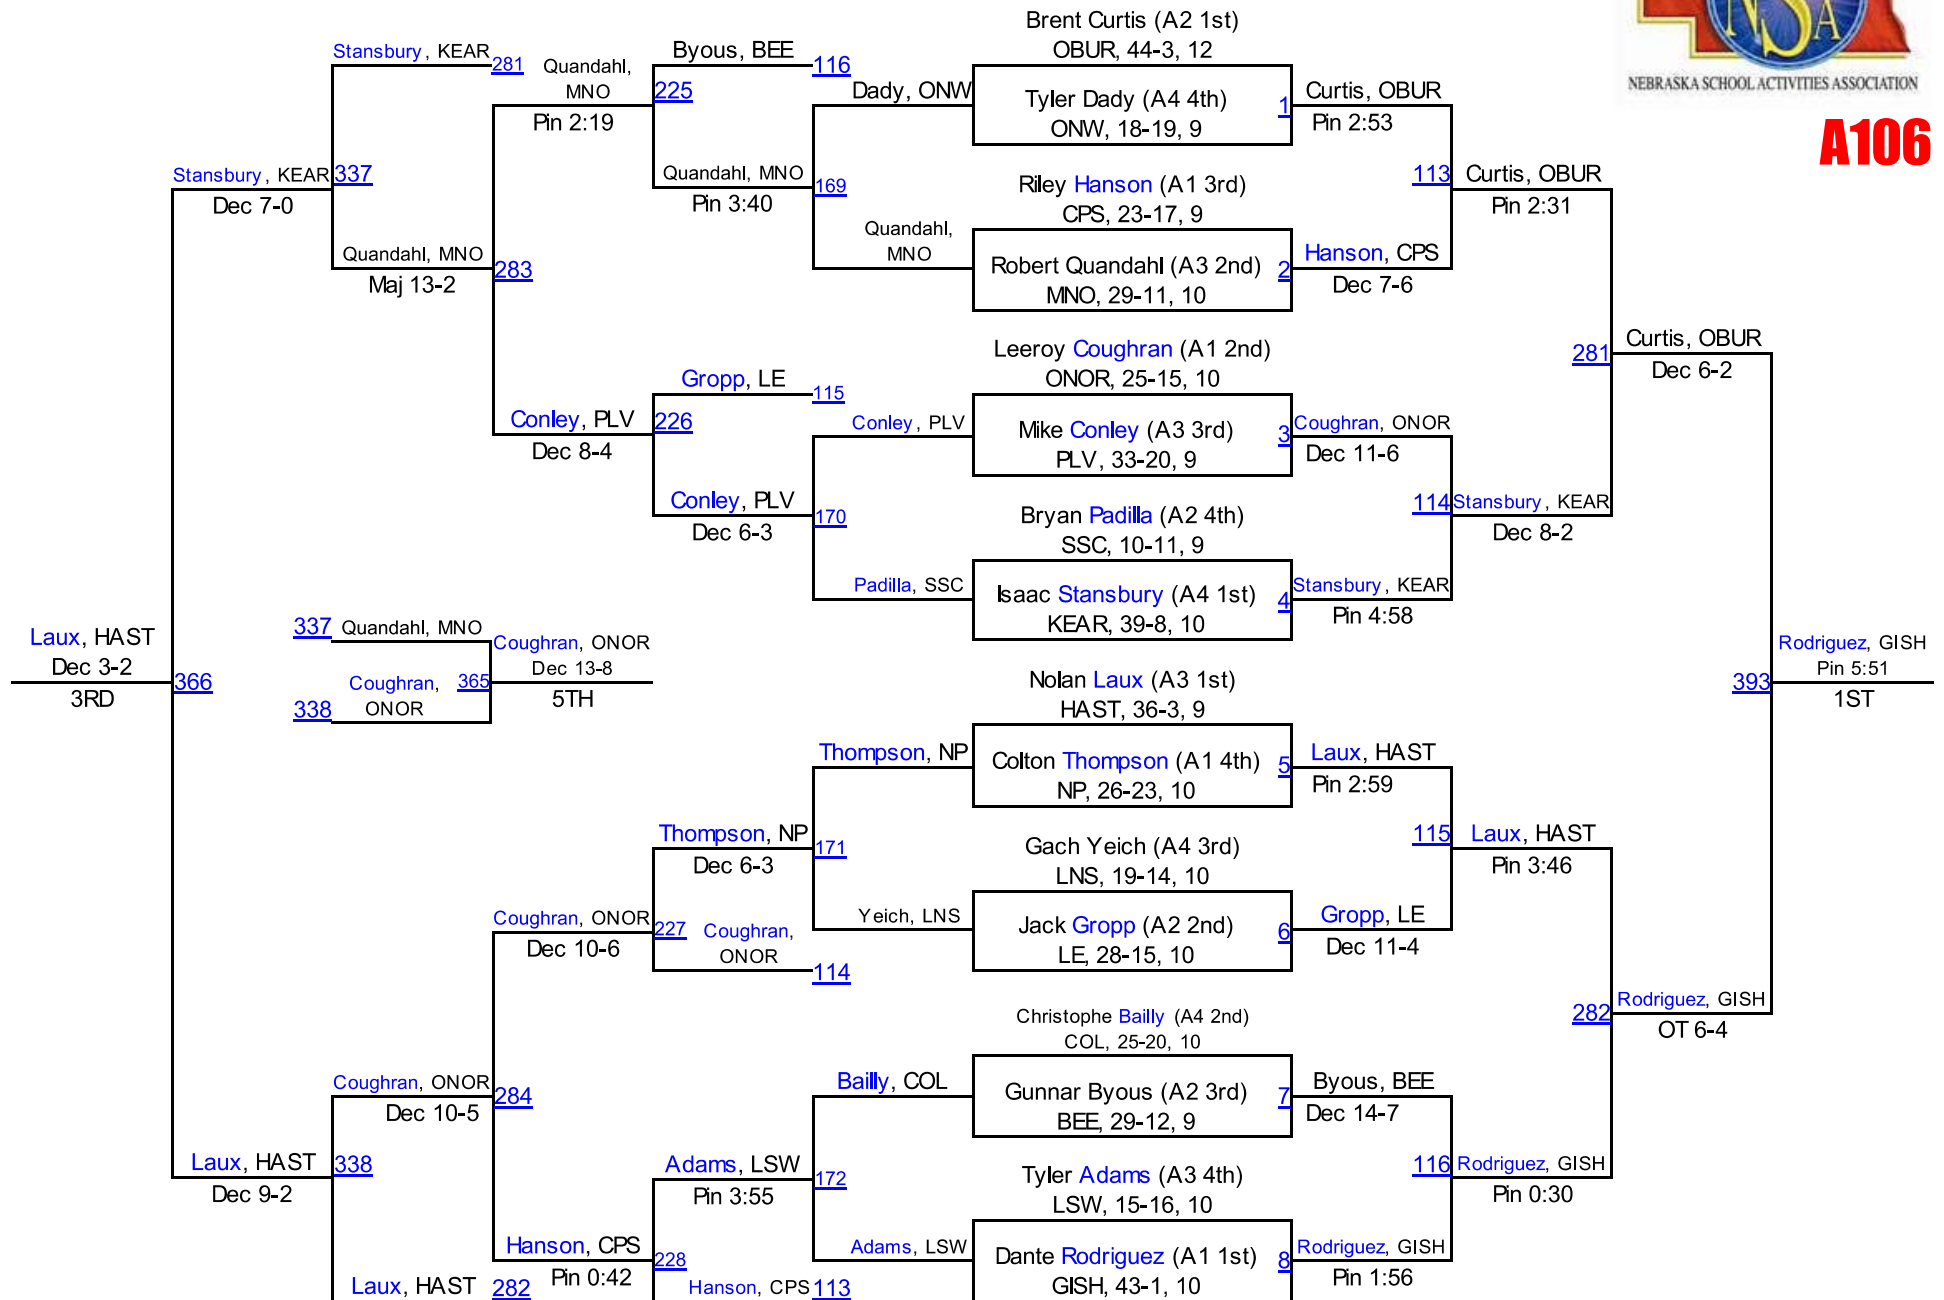 NSA
NEBRASKA SCHOOL ACTIVITIES ASSOCIATION
A106
Stansbury, KEAR
281
Quandahl,
MNO
Pin 2:19
Byous, BEE
116
225
Quandahl, MNO
Pin 3:40
169
Dady, ONW
Quandahl,
MNO
Stansbury, KEAR
Dec 7-0
337
Quandahl, MNO
Maj 13-2
283
Gropp, LE
115
Conley, PLV
Dec 8-4
226
Conley, PLV
Dec 6-3
170
Conley, PLV
Padilla, SSC
Brent Curtis (A2 1st)
OBUR, 44-3, 12
Tyler Dady (A4 4th)
ONW, 18-19, 9
1
Riley Hanson (A1 3rd)
CPS, 23-17, 9
Robert Quandahl (A3 2nd)
MNO, 29-11, 10
2
Leeroy Coughran (A1 2nd)
ONOR, 25-15, 10
Mike Conley (A3 3rd)
PLV, 33-20, 9
3
Bryan Padilla (A2 4th)
SSC, 10-11, 9
Isaac Stansbury (A4 1st)
KEAR, 39-8, 10
4
Curtis, OBUR
Pin 2:53
113
Curtis, OBUR
Pin 2:31
Hanson, CPS
Dec 7-6
281
Curtis, OBUR
Dec 6-2
Coughran, ONOR
Dec 11-6
114
Stansbury, KEAR
Dec 8-2
Stansbury, KEAR
Pin 4:58
Laux, HAST
Dec 3-2
3RD
366
337
Quandahl, MNO
Coughran,
ONOR
338
365
Coughran, ONOR
Dec 13-8
5TH
393
Rodriguez, GISH
Pin 5:51
1ST
Thompson, NP
Thompson, NP
Dec 6-3
171
Yeich, LNS
Coughran, ONOR
Dec 10-6
227
Coughran,
ONOR
114
Coughran, ONOR
Dec 10-5
284
Bailly, COL
Laux, HAST
Dec 9-2
338
Adams, LSW
Pin 3:55
172
Adams, LSW
Hanson, CPS
Pin 0:42
228
Laux, HAST
282
Hanson, CPS
113
Nolan Laux (A3 1st)
HAST, 36-3, 9
Colton Thompson (A1 4th)
NP, 26-23, 10
5
Gach Yeich (A4 3rd)
LNS, 19-14, 10
Jack Gropp (A2 2nd)
LE, 28-15, 10
6
Christophe Bailly (A4 2nd)
COL, 25-20, 10
Gunnar Byous (A2 3rd)
BEE, 29-12, 9
7
Tyler Adams (A3 4th)
LSW, 15-16, 10
Dante Rodriguez (A1 1st)
GISH, 43-1, 10
8
Laux, HAST
Pin 2:59
115
Laux, HAST
Pin 3:46
Gropp, LE
Dec 11-4
282
Rodriguez, GISH
OT 6-4
Byous, BEE
Dec 14-7
116
Rodriguez, GISH
Pin 0:30
Rodriguez, GISH
Pin 1:56